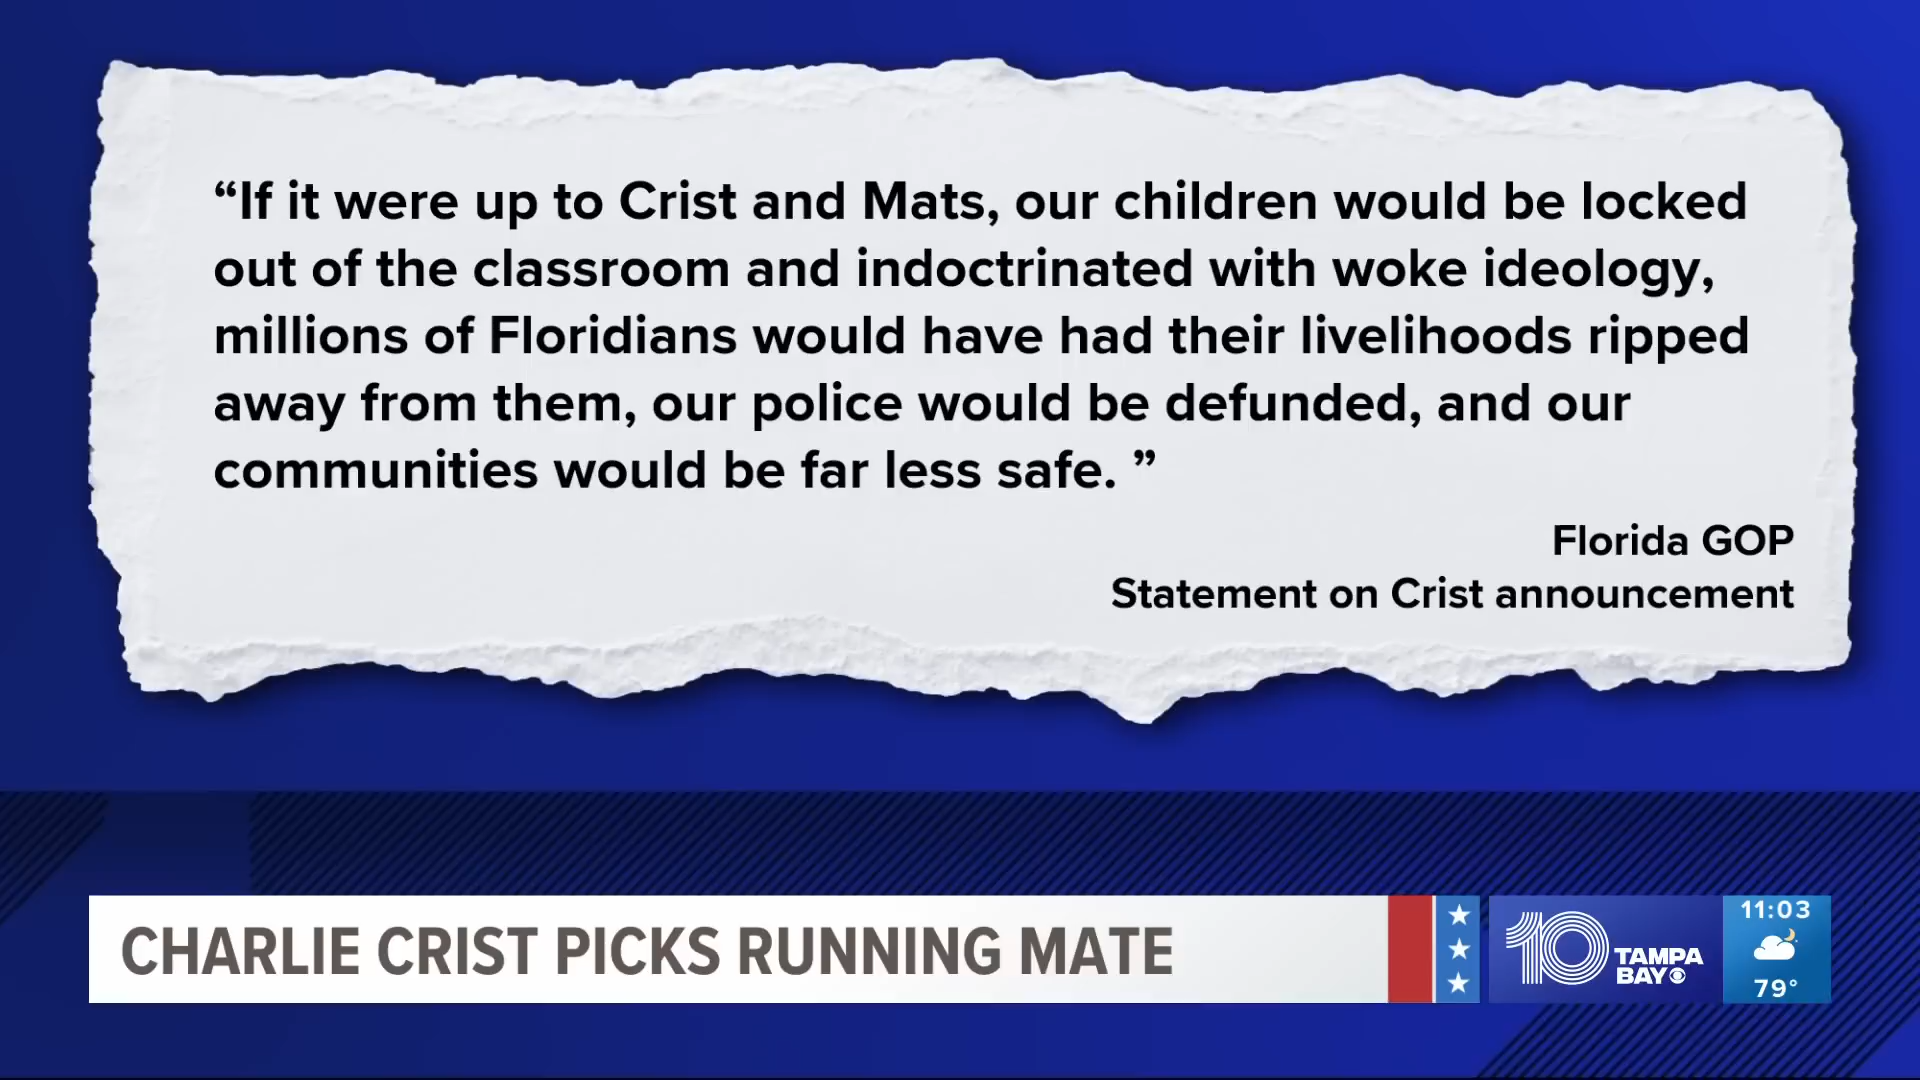 “If it were up to Crist and Mats, our children would be locked
out of the classroom and indoctrinated with woke ideology,
millions of Floridians would have had their livelihoods ripped
away from them, our police would be defunded, and our
communities would be far less safe. ”
Florida GOP
Statement on Crist announcement
CHARLIE CRIST PICKS RUNNING MATE
10 TAMPA
BAY
11:03
79°